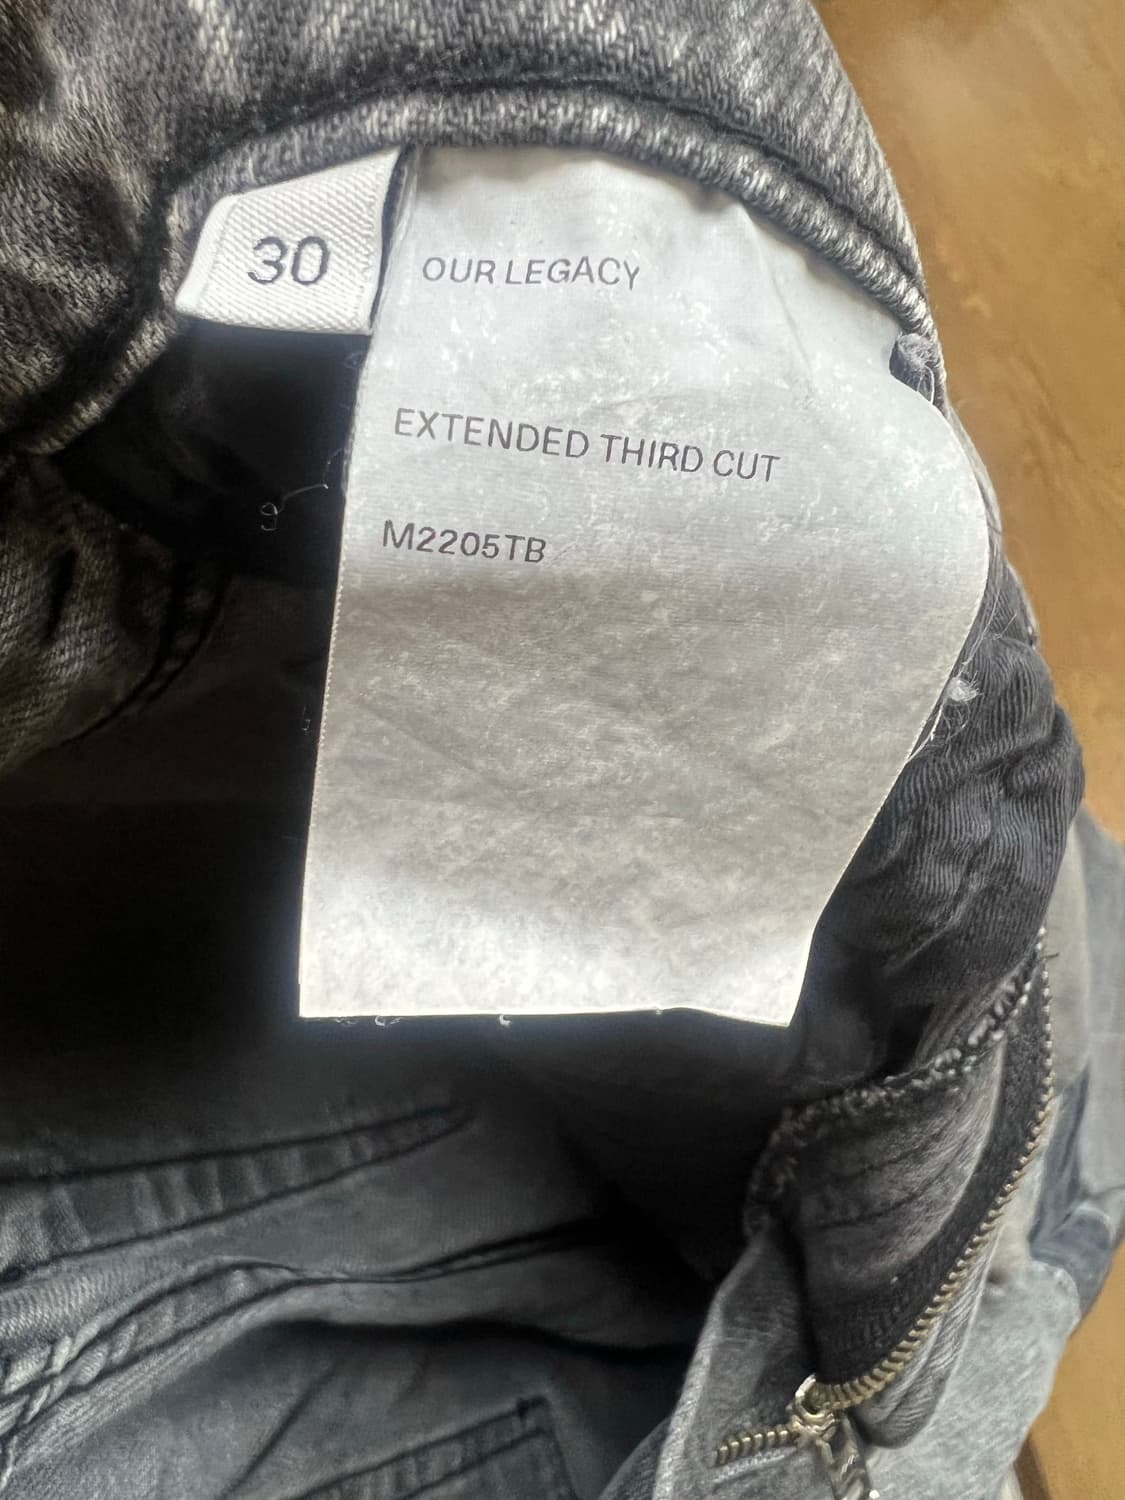 30
OUR LEGACY
EXTENDED THIRD CUT
M2205TB